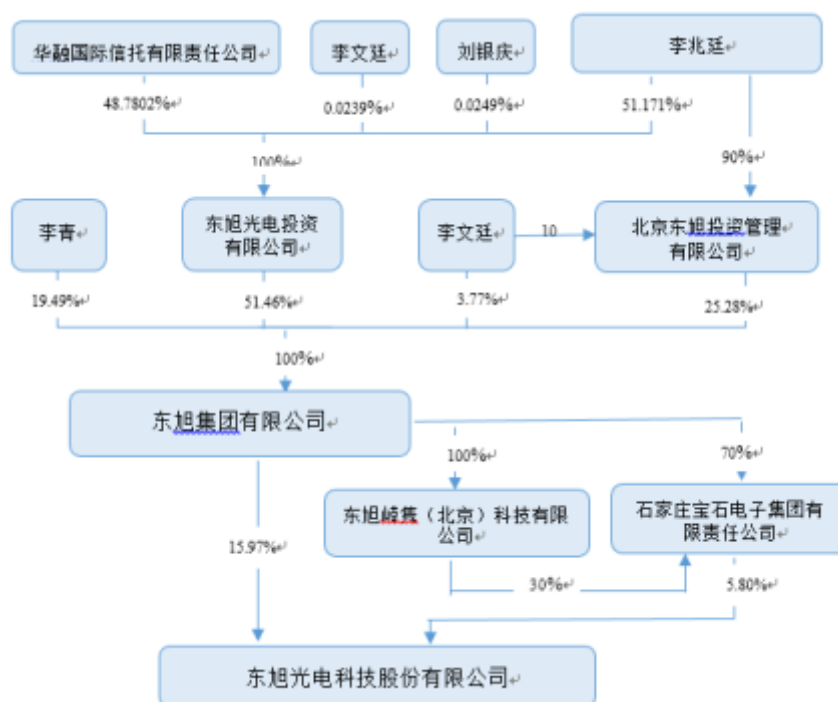 华融国际信托有限责任公司
李文廷
刘银庆
李兆廷
48.7802%
0.0239%
0.0249%
51.171%
100%
90%
李青
东旭光电投资
有限公司
李文廷
10
北京东旭投资管理
有限公司
19.49%
51.46%
3.77%
25.28%
100%
东旭集团有限公司
100%
70%
东旭嶂隽（北京）科技有限
公司
石家庄宝石电子集团有
限责任公司
15.97%
30%
5.80%
东旭光电科技股份有限公司